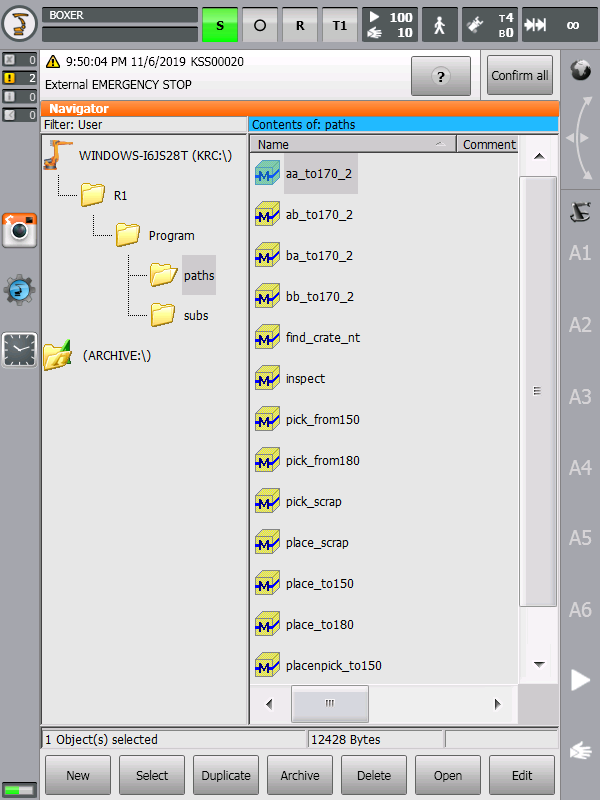 BOXER
S
O
R
T1
100
10
T4
B0
∞
0
2
0
0
9:50:04 PM 11/6/2019 KSS00020
External EMERGENCY STOP
?
Confirm all
Navigator
Filter: User
WINDOWS-I6JS28T (KRC:\)
R1
Program
paths
subs
(ARCHIVE:\)
Contents of: paths
Name
Comment
aa_to170_2
ab_to170_2
ba_to170_2
bb_to170_2
find_crate_nt
inspect
pick_from150
pick_from180
pick_scrap
place_scrap
place_to150
place_to180
placenpick_to150
A1
A2
A3
A4
A5
A6
1 Object(s) selected
12428 Bytes
New
Select
Duplicate
Archive
Delete
Open
Edit